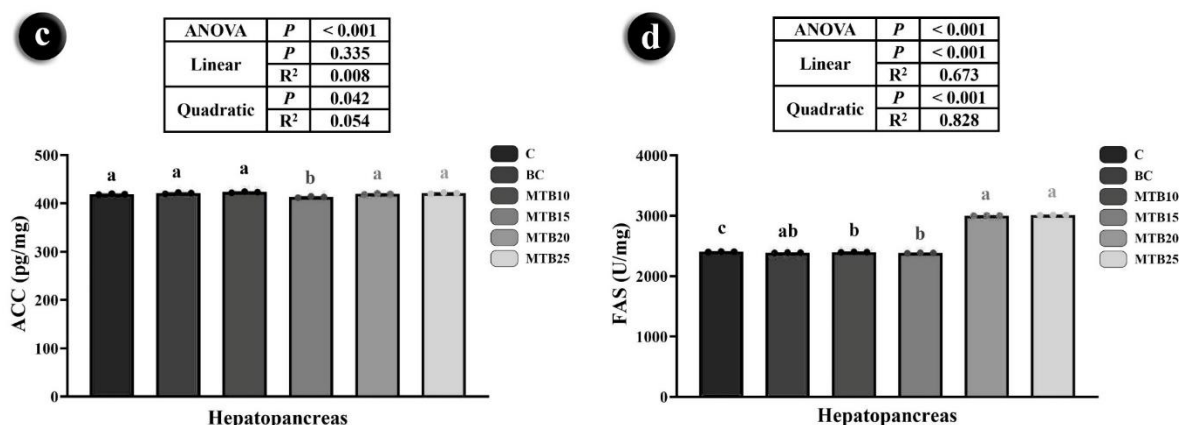 c
ANOVA P < 0.001
Linear P 0.335
R² 0.008
Quadratic P 0.042
R² 0.054
500
400
300
200
100
0
ACC (pg/mg)
a a a b a a
Hepatopancreas
C
BC
MTB10
MTB15
MTB20
MTB25
d
ANOVA P < 0.001
Linear P < 0.001
R² 0.673
Quadratic P < 0.001
R² 0.828
4000
3000
2000
1000
0
FAS (U/mg)
c ab b b a a
Hepatopancreas
C
BC
MTB10
MTB15
MTB20
MTB25